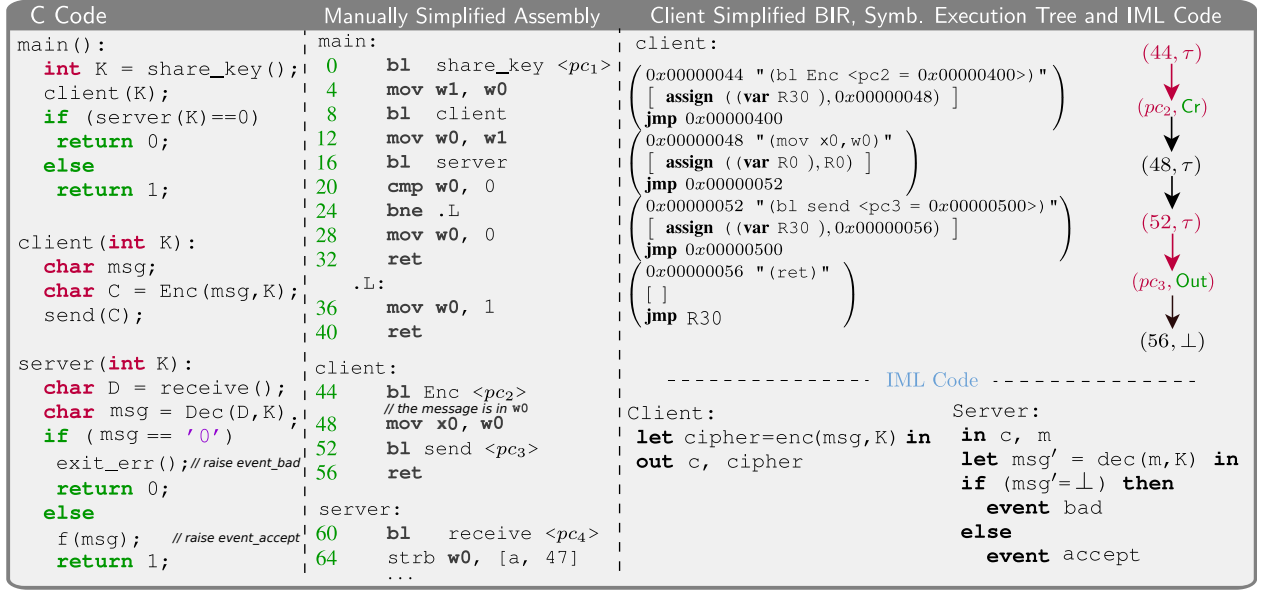 C Code
main():
int K = share_key();
client(K);
if (server(K)==0)
return 0;
else
return 1;
client(int K):
char msg;
char C = Enc(msg,K);
send(C);
server(int K):
char D = receive();
char msg = Dec(D,K);
if (msg == '0')
exit_err(); // raise event_bad
return 0;
else
f(msg); // raise event_accept
return 1;
Manually Simplified Assembly
main:
0 bl share_key <pc₁>
4 mov w1, w0
8 bl client
12 mov w0, w1
16 bl server
20 cmp w0, 0
24 bne .L
28 mov w0, 0
32 ret
.L:
36 mov w0, 1
40 ret
client:
44 bl Enc <pc₂>
// the message is in w0
48 mov x0, w0
52 bl send <pc₃>
56 ret
server:
60 bl receive <pc₄>
64 strb w0, [a, 47]
...
Client Simplified BIR, Symb. Execution Tree and IML Code
client:
0x00000044 "(bl Enc <pc2 = 0x00000400>)"
[ assign ((var R30 ),0x00000048) ]
jmp 0x00000400
0x00000048 "(mov x0,w0)"
[ assign ((var R0 ),R0) ]
jmp 0x00000052
0x00000052 "(bl send <pc3 = 0x00000500>)"
[ assign ((var R30 ),0x00000056) ]
jmp 0x00000500
0x00000056 "(ret)"
[ ]
jmp R30
(44, τ)
(pc₂, Cr)
(48, τ)
(52, τ)
(pc₃, Out)
(56, ⊥)
IML Code
Client:
let cipher=enc(msg,K) in
out c, cipher
Server:
in c, m
let msg′ = dec(m,K) in
if (msg′=⊥) then
event bad
else
event accept